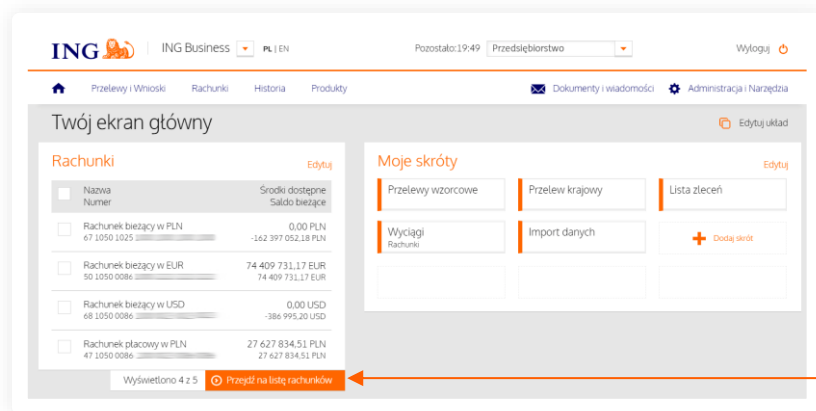 ING ING Business PL | EN Pozostało:19:49 Przedsiębiorstwo Wyloguj
Przelewy i Wnioski Rachunki Historia Produkty Dokumenty i wiadomości Administracja i Narzędzia
Twój ekran główny Edytuj układ
Rachunki Edytuj
Nazwa Środki dostępne
Numer Saldo bieżące
Rachunek bieżący w PLN 0,00 PLN
67 1050 1025 -162 397 052,18 PLN
Rachunek bieżący w EUR 74 409 731,17 EUR
50 1050 0086 74 409 731,17 EUR
Rachunek bieżący w USD 0,00 USD
68 1050 0086 -386 995,20 USD
Rachunek płacowy w PLN 27 627 834,51 PLN
47 1050 0086 27 627 834,51 PLN
Wyświetlono 4 z 5 Przejdź na listę rachunków
Moje skróty Edytuj
Przelewy wzorcowe Przelew krajowy Lista zleceń
Wyciągi Import danych Dodaj skrót
Rachunki